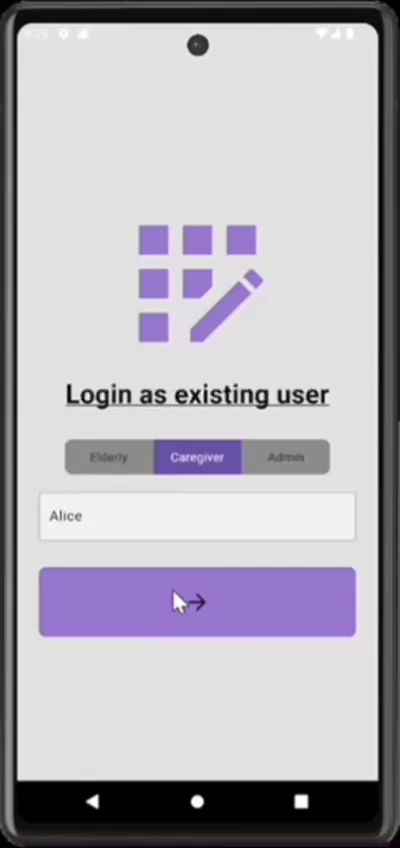 Login as existing user
Elderly Caregiver Admin
Alice